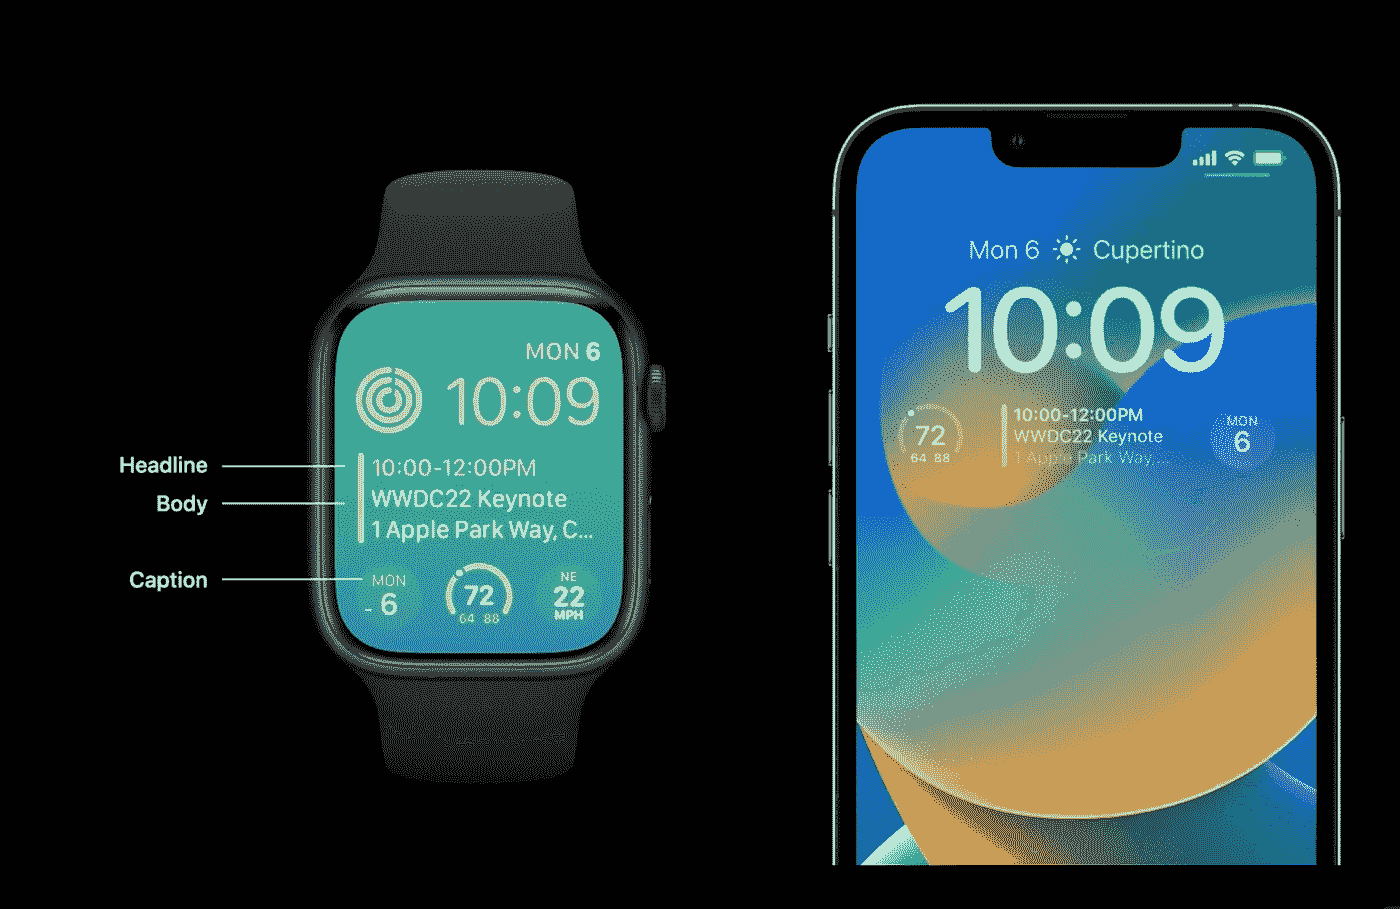 Headline
Body
Caption
MON 6
10:09
10:00-12:00PM
WWDC22 Keynote
1 Apple Park Way, C...
MON
6
72
64 88
NE
22
MPH
Mon 6 Cupertino
10:09
72
64 88
10:00-12:00PM
WWDC22 Keynote
1 Apple Park Way...
MON
6